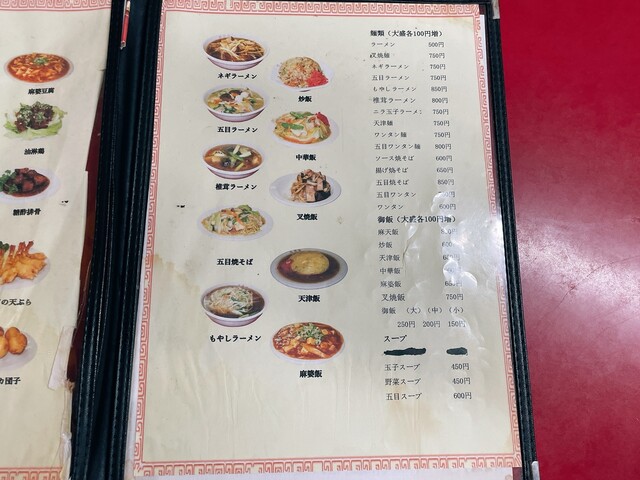 麻婆豆腐
油淋鶏
糖醋排骨
の天ぷら
団子
ネギラーメン
炒飯
五目ラーメン
中華飯
椎茸ラーメン
叉焼飯
五目焼そば
天津飯
もやしラーメン
麻婆飯
麺類（大盛各100円増）
ラーメン 500円
叉焼麺 750円
ネギラーメン 750円
五目ラーメン 750円
もやしラーメン 850円
椎茸ラーメン 800円
ニラ玉子ラーメン 750円
天津麺 750円
ワンタン麺 750円
五目ワンタン麺 800円
ソース焼そば 600円
揚げ焼そば 650円
五目焼そば 850円
五目ワンタン
ワンタン 600円
御飯（大盛各100円増）
麻天飯
炒飯
天津飯
中華飯
麻婆飯
叉焼飯 750円
御飯 （大）（中）（小）
250円 200円 150円
スープ
玉子スープ 450円
野菜スープ 450円
五目スープ 600円